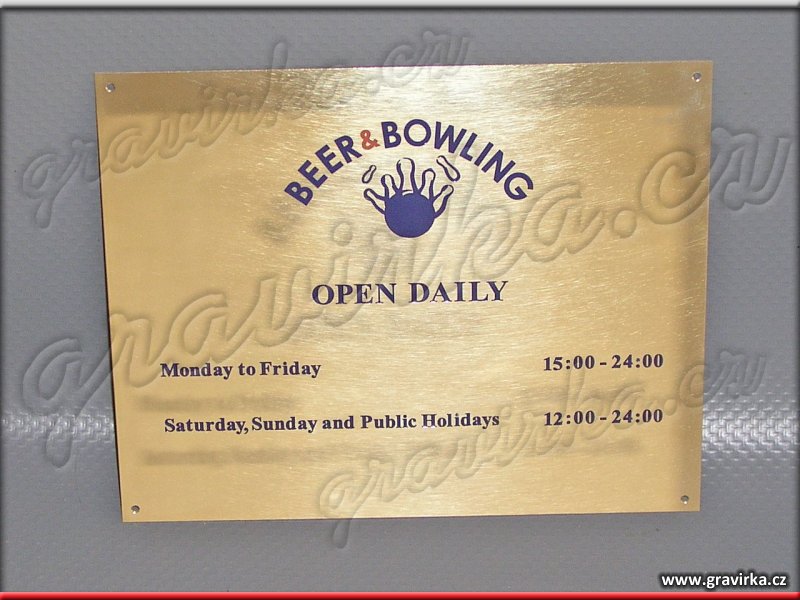 BEER & BOWLING
OPEN DAILY
Monday to Friday 15:00 - 24:00
Saturday, Sunday and Public Holidays 12:00 - 24:00
gravirka.cz
gravirka.cz
gravirka.cz
www.gravirka.cz